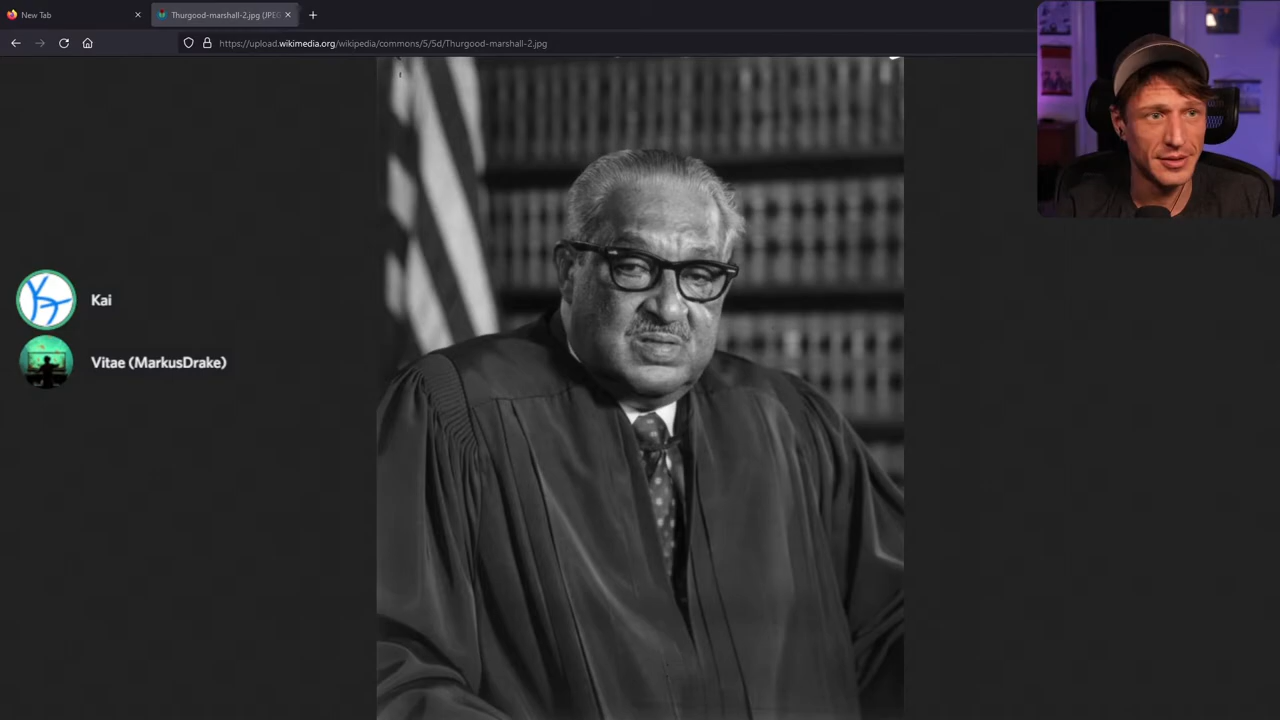 New Tab
Thurgood-marshall-2.jpg (JPEG
https://upload.wikimedia.org/wikipedia/commons/5/5d/Thurgood-marshall-2.jpg
Kai
Vitae (MarkusDrake)